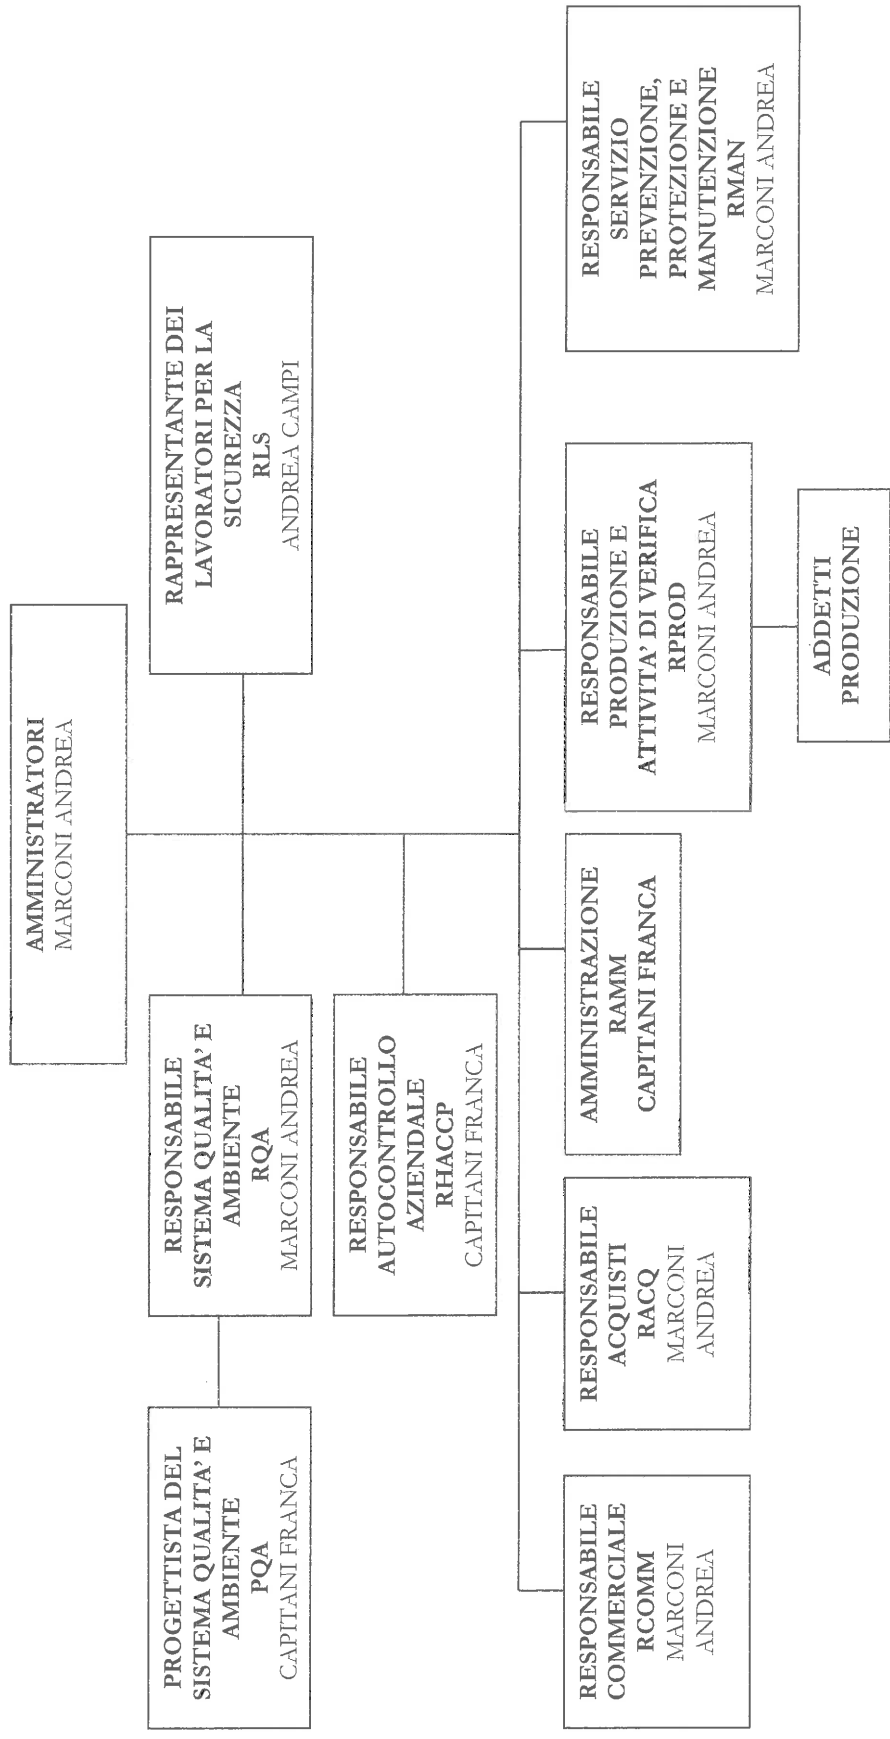 AMMINISTRATORI
MARCONI ANDREA
PROGETTISTA DEL
SISTEMA QUALITA’ E
AMBIENTE
PQA
CAPITANI FRANCA
RESPONSABILE
SISTEMA QUALITA’ E
AMBIENTE
RQA
MARCONI ANDREA
RAPPRESENTANTE DEI
LAVORATORI PER LA
SICUREZZA
RLS
ANDREA CAMPI
RESPONSABILE
AUTOCONTROLLO
AZIENDALE
RHACCP
CAPITANI FRANCA
RESPONSABILE
COMMERCIALE
RCOMM
MARCONI
ANDREA
RESPONSABILE
ACQUISTI
RACQ
MARCONI
ANDREA
AMMINISTRAZIONE
RAMM
CAPITANI FRANCA
RESPONSABILE
PRODUZIONE E
ATTIVITA’ DI VERIFICA
RPROD
MARCONI ANDREA
RESPONSABILE
SERVIZIO
PREVENZIONE,
PROTEZIONE E
MANUTENZIONE
RMAN
MARCONI ANDREA
ADDETTI
PRODUZIONE